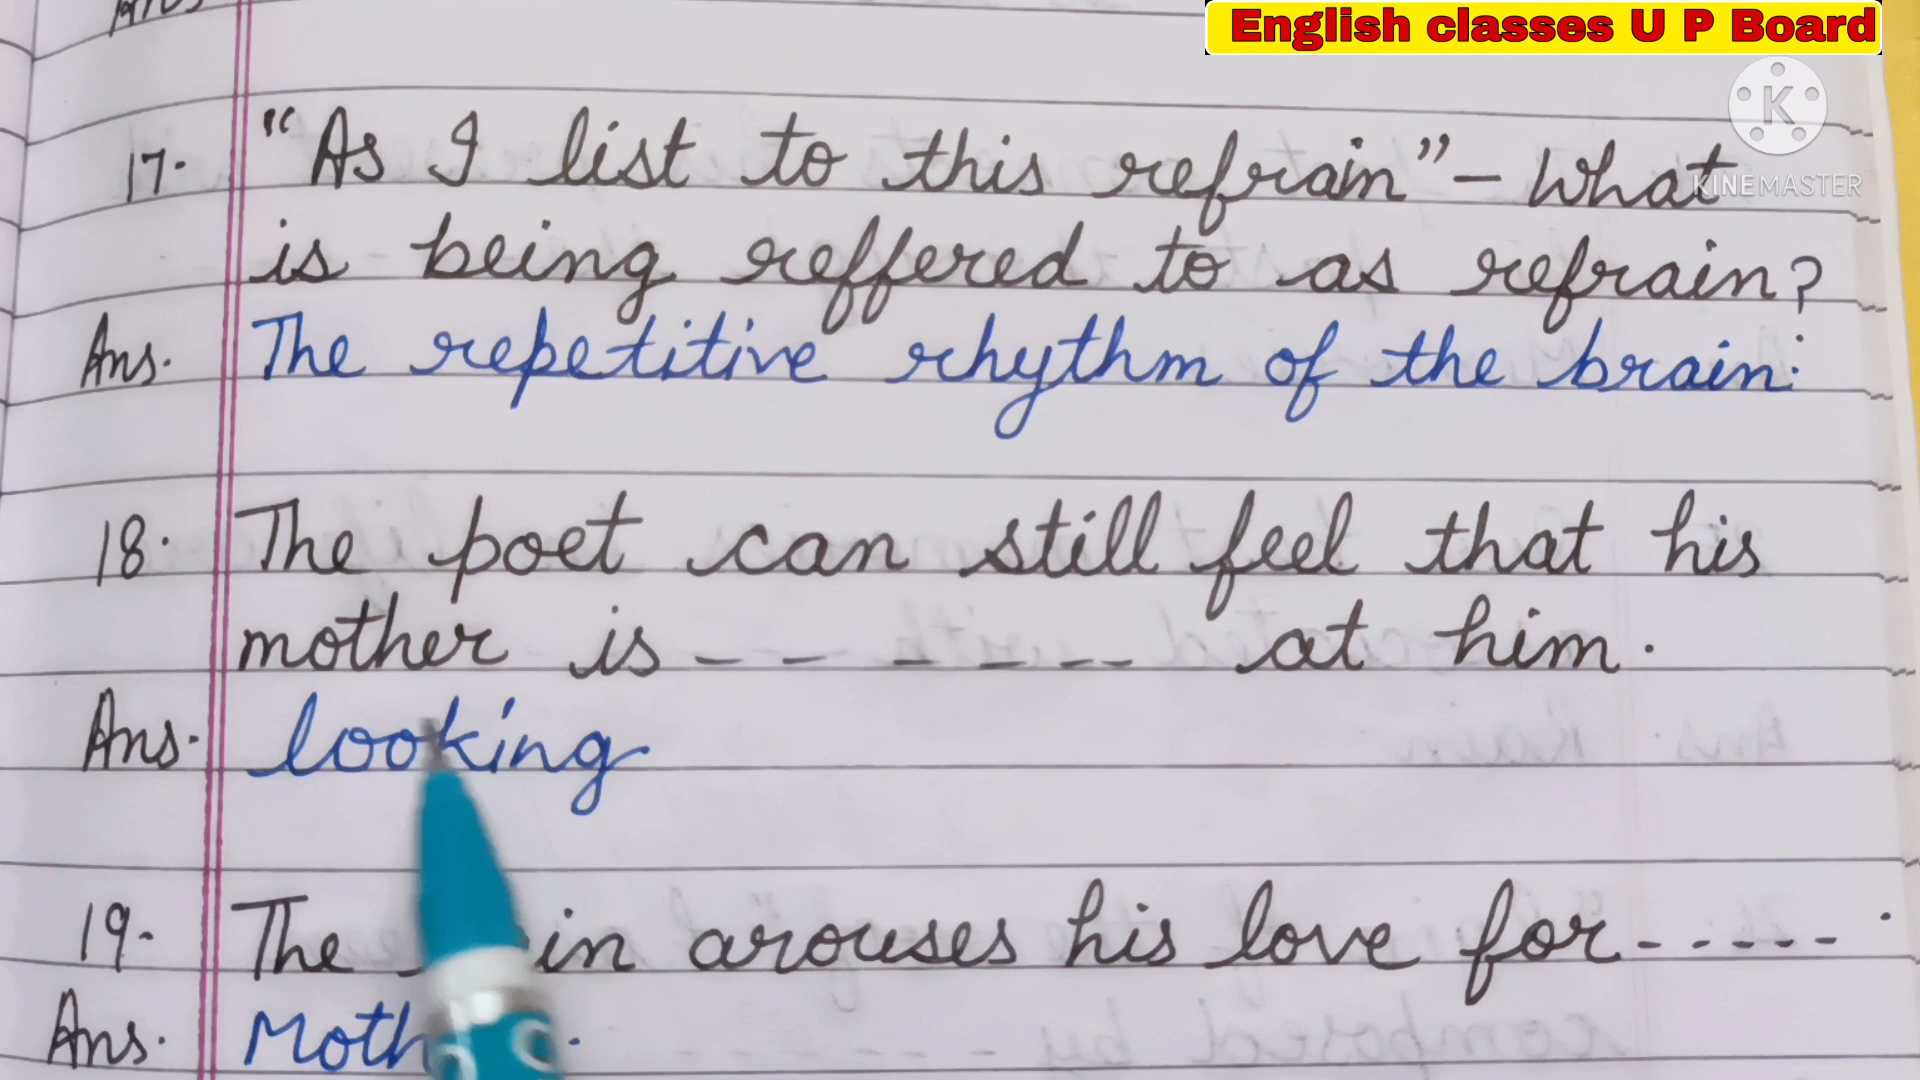 English classes U P Board
K
KINEMASTER
17. "As I list to this refrain" – What
is being reffered to as refrain?
Ans. The repetitive rhythm of the brain.
18. The poet can still feel that his
mother is - - - - - - at him.
Ans. looking
19. The in arouses his love for - - - - - .
Ans. Moth